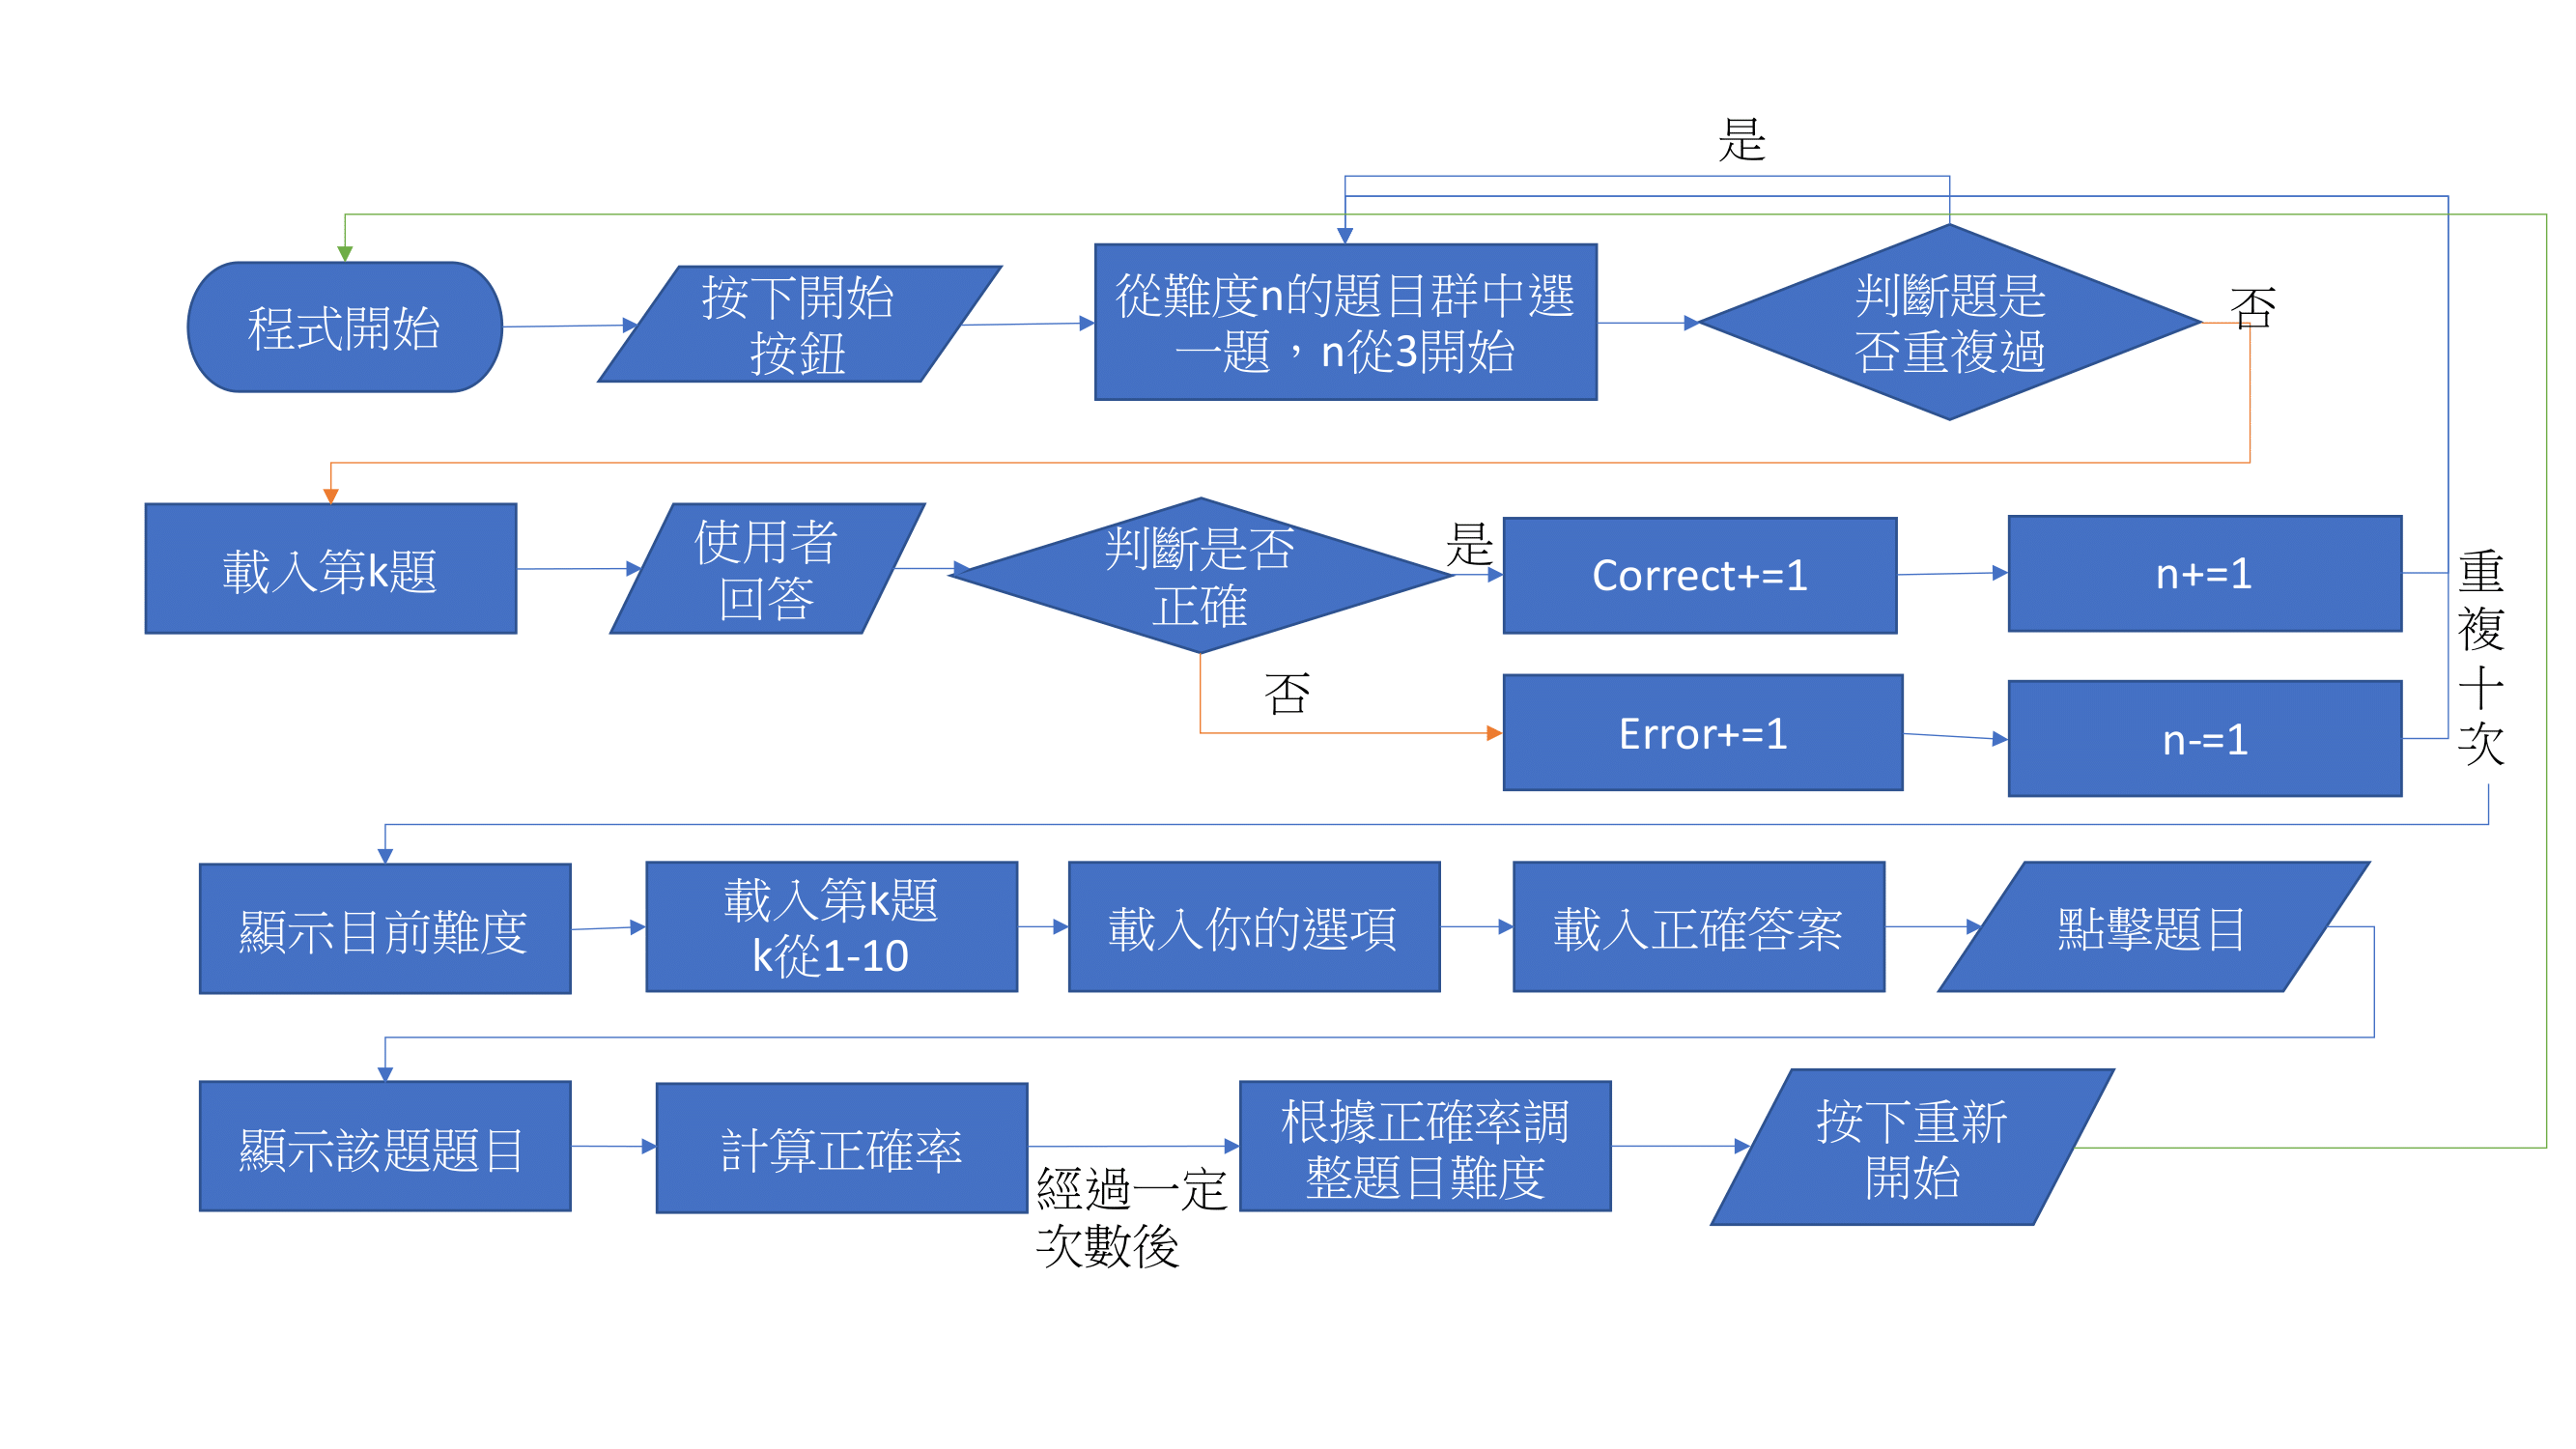 是
程式開始
按下開始
按鈕
從難度n的題目群中選
一題，n從3開始
判斷題是
否重複過
否
載入第k題
使用者
回答
判斷是否
正確
是
Correct+=1
n+=1
重
複
十
次
否
Error+=1
n-=1
顯示目前難度
載入第k題
k從1-10
載入你的選項
載入正確答案
點擊題目
顯示該題題目
計算正確率
經過一定
次數後
根據正確率調
整題目難度
按下重新
開始